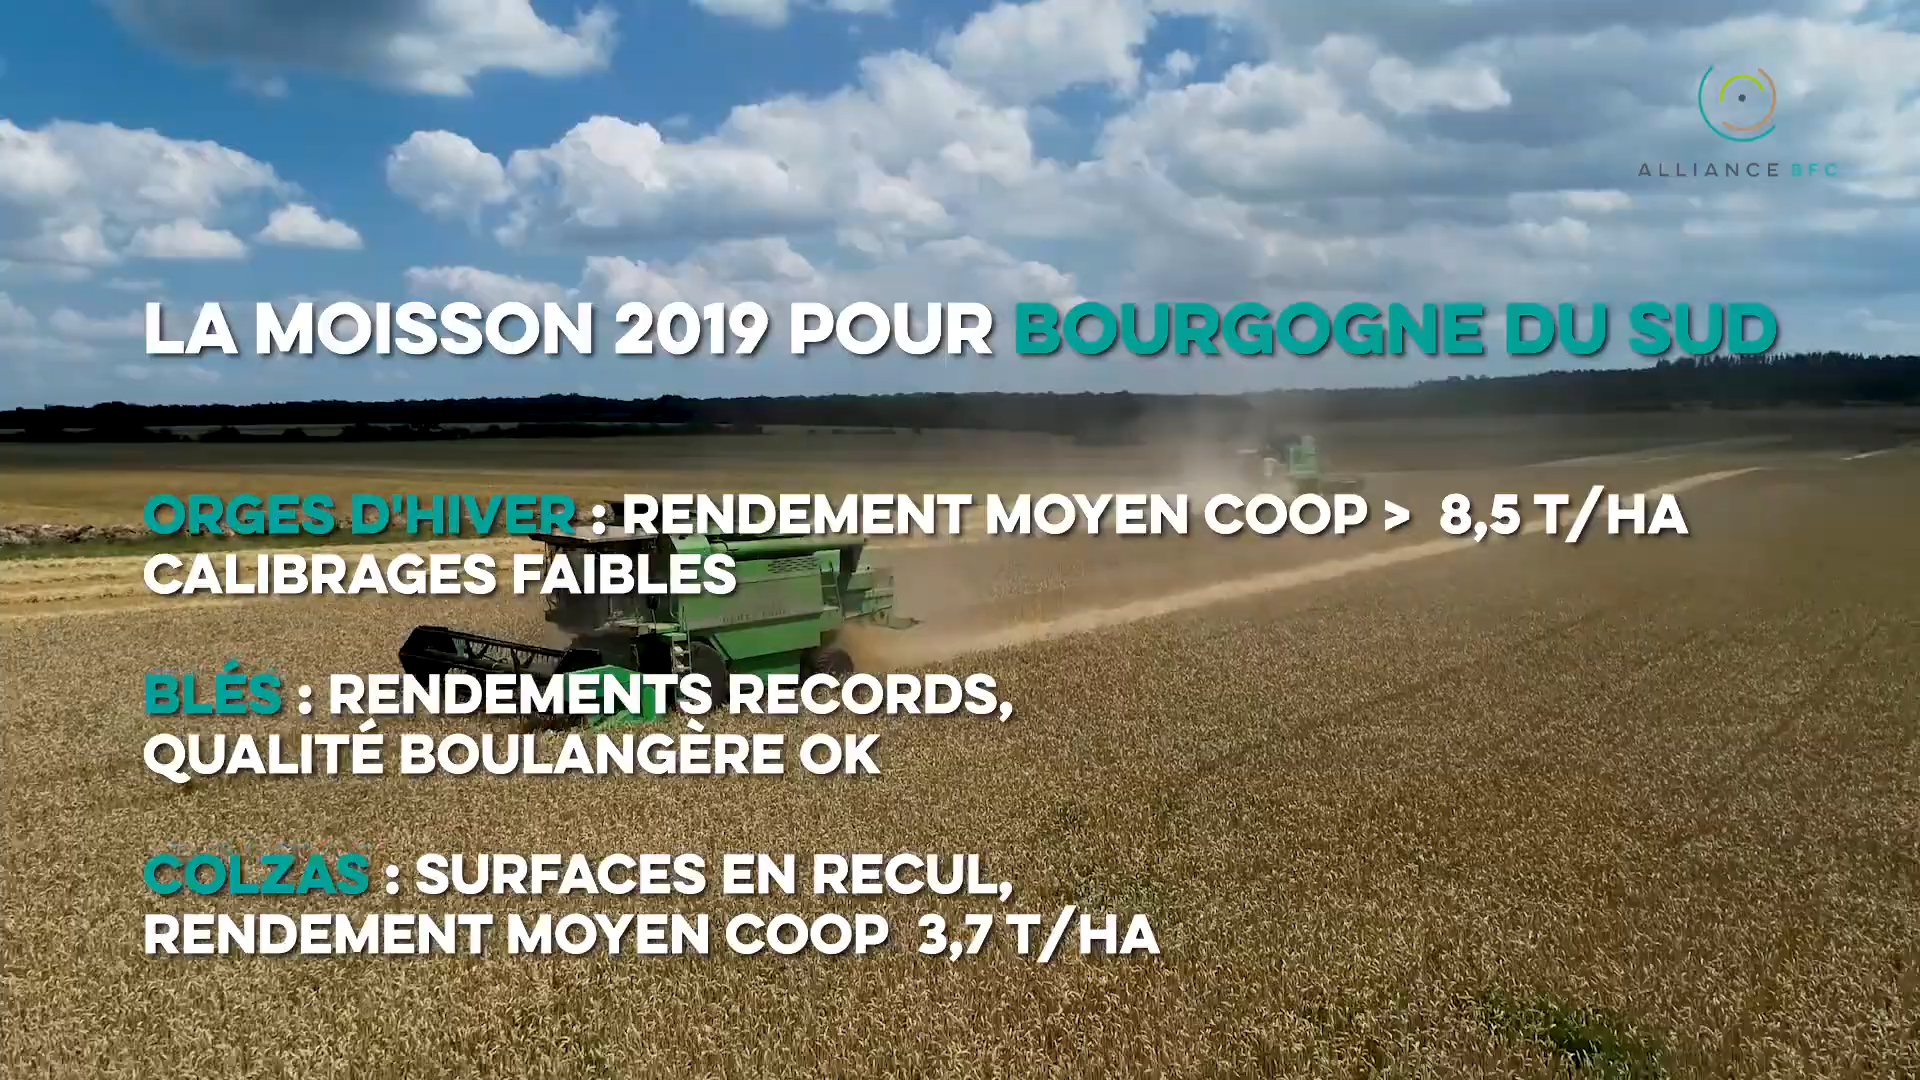 ALLIANCE BFC
LA MOISSON 2019 POUR BOURGOGNE DU SUD
ORGES D'HIVER : RENDEMENT MOYEN COOP > 8,5 T/HA
CALIBRAGES FAIBLES
BLÉS : RENDEMENTS RECORDS,
QUALITÉ BOULANGÈRE OK
COLZAS : SURFACES EN RECUL,
RENDEMENT MOYEN COOP 3,7 T/HA